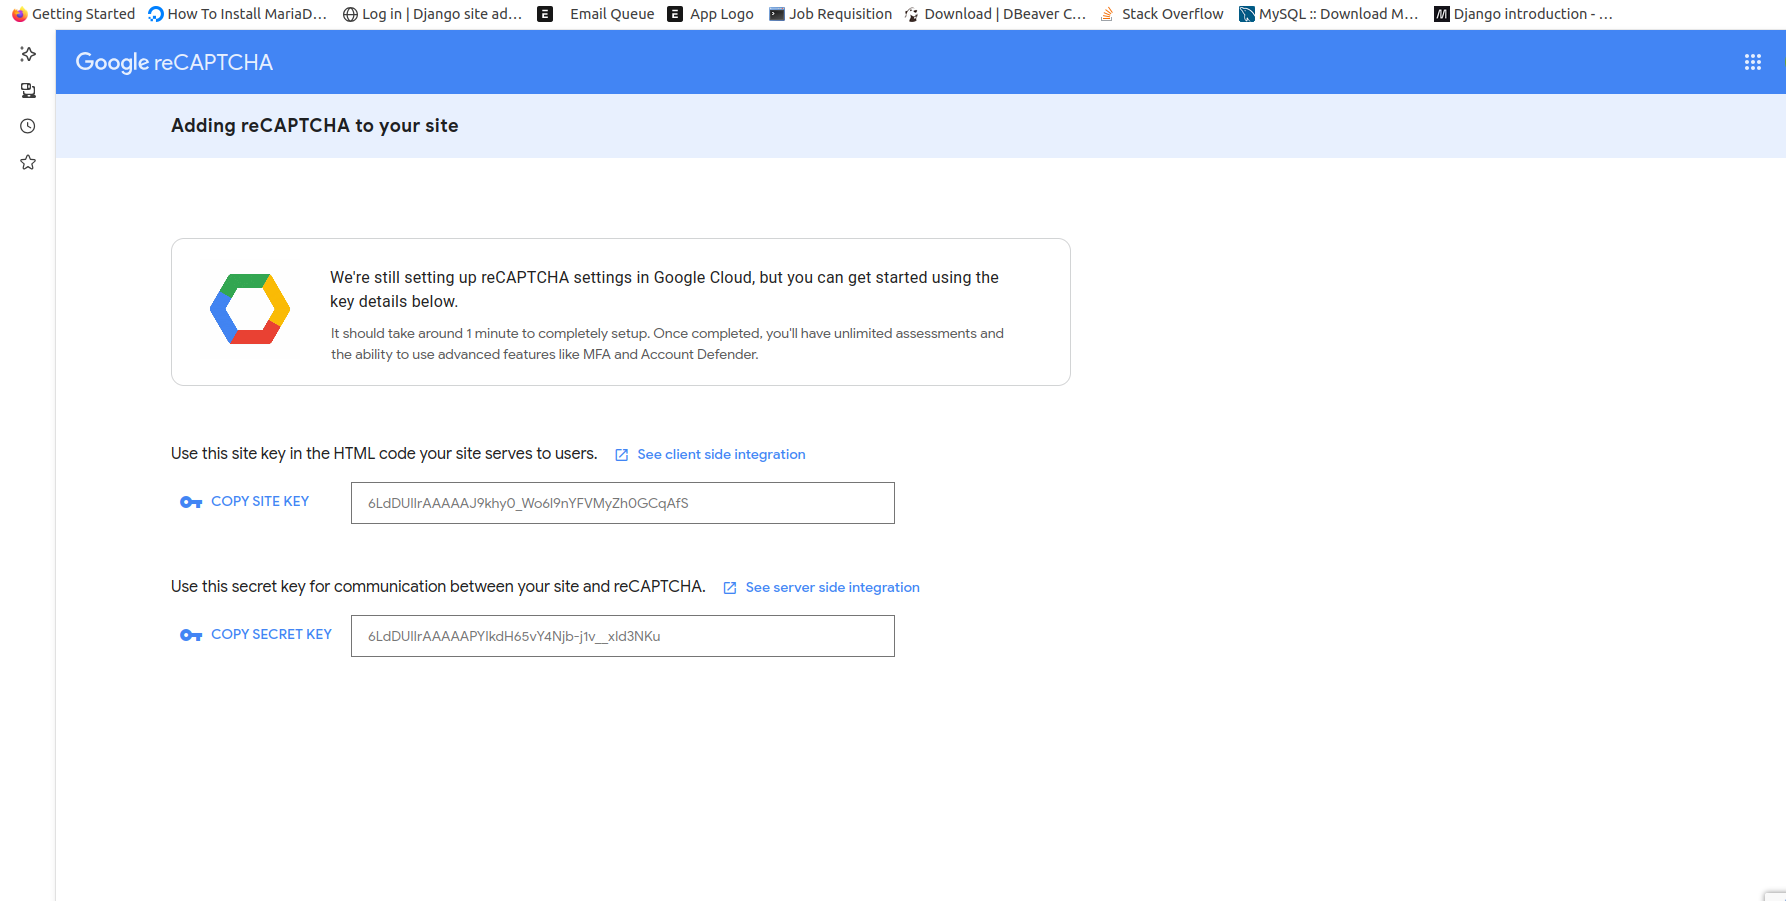 Getting Started How To Install MariaD... Log in | Django site ad... Email Queue App Logo Job Requisition Download | DBeaver C... Stack Overflow MySQL :: Download M... Django introduction - ...
Google reCAPTCHA
Adding reCAPTCHA to your site
We're still setting up reCAPTCHA settings in Google Cloud, but you can get started using the
key details below.
It should take around 1 minute to completely setup. Once completed, you'll have unlimited assessments and
the ability to use advanced features like MFA and Account Defender.
Use this site key in the HTML code your site serves to users. See client side integration
COPY SITE KEY 6LdDUlIrAAAAAJ9khy0_Wo6I9nYFVMyZh0GCqAfS
Use this secret key for communication between your site and reCAPTCHA. See server side integration
COPY SECRET KEY 6LdDUlIrAAAAAPYIkdH65vY4Njb-j1v__xId3NKu